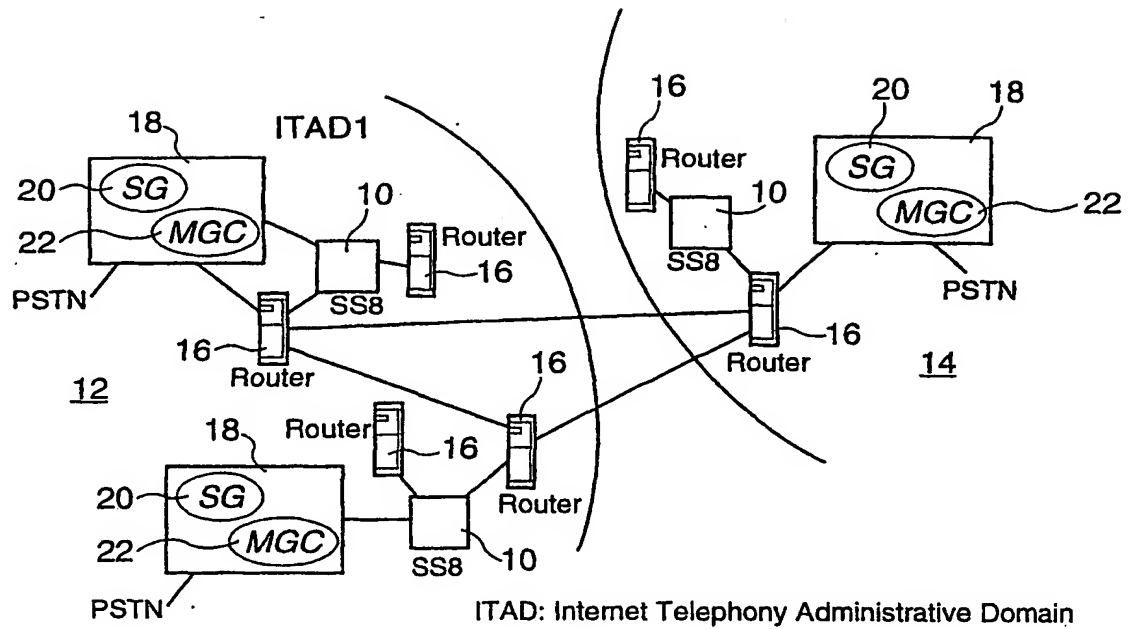 ITAD1
18
20
SG
22
MGC
PSTN
10
SS8
Router
16
16
Router
12
16
Router
10
SS8
20
SG
18
MGC
22
PSTN
16
Router
14
18
20
SG
22
MGC
PSTN
Router
16
10
SS8
16
Router
ITAD: Internet Telephony Administrative Domain